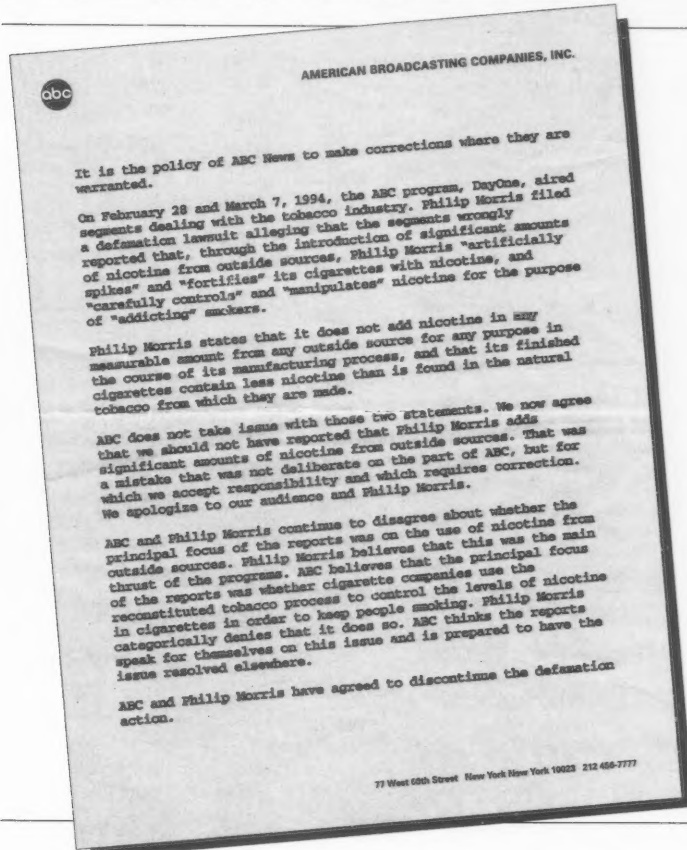 AMERICAN BROADCASTING COMPANIES, INC.
abc
It is the policy of ABC News to make corrections where they are
warranted.
On February 28 and March 7, 1994, the ABC program, DayOne, aired
segments dealing with the tobacco industry. Philip Morris filed
a defamation lawsuit alleging that the segments wrongly
reported that, through the introduction of significant amounts
of nicotine from outside sources, Philip Morris "artificially
spikes" and "fortifies" its cigarettes with nicotine, and
"carefully controls" and "manipulates" nicotine for the purpose
of "addicting" smokers.
Philip Morris states that it does not add nicotine in any
measurable amount from any outside source for any purpose in
the course of its manufacturing process, and that its finished
cigarettes contain less nicotine than is found in the natural
tobacco from which they are made.
ABC does not take issue with those two statements. We now agree
that we should not have reported that Philip Morris adds
significant amounts of nicotine from outside sources. That was
a mistake that was not deliberate on the part of ABC, but for
which we accept responsibility and which requires correction.
We apologize to our audience and Philip Morris.
ABC and Philip Morris continue to disagree about whether the
principal focus of the reports was on the use of nicotine from
outside sources. Philip Morris believes that this was the main
thrust of the programs. ABC believes that the principal focus
of the reports was whether cigarette companies use the
reconstituted tobacco process to control the levels of nicotine
in cigarettes in order to keep people smoking. Philip Morris
categorically denies that it does so. ABC thinks the reports
speak for themselves on this issue and is prepared to have the
issue resolved elsewhere.
ABC and Philip Morris have agreed to discontinue the defamation
action.
77 West 66th Street New York New York 10023 212 456-7777